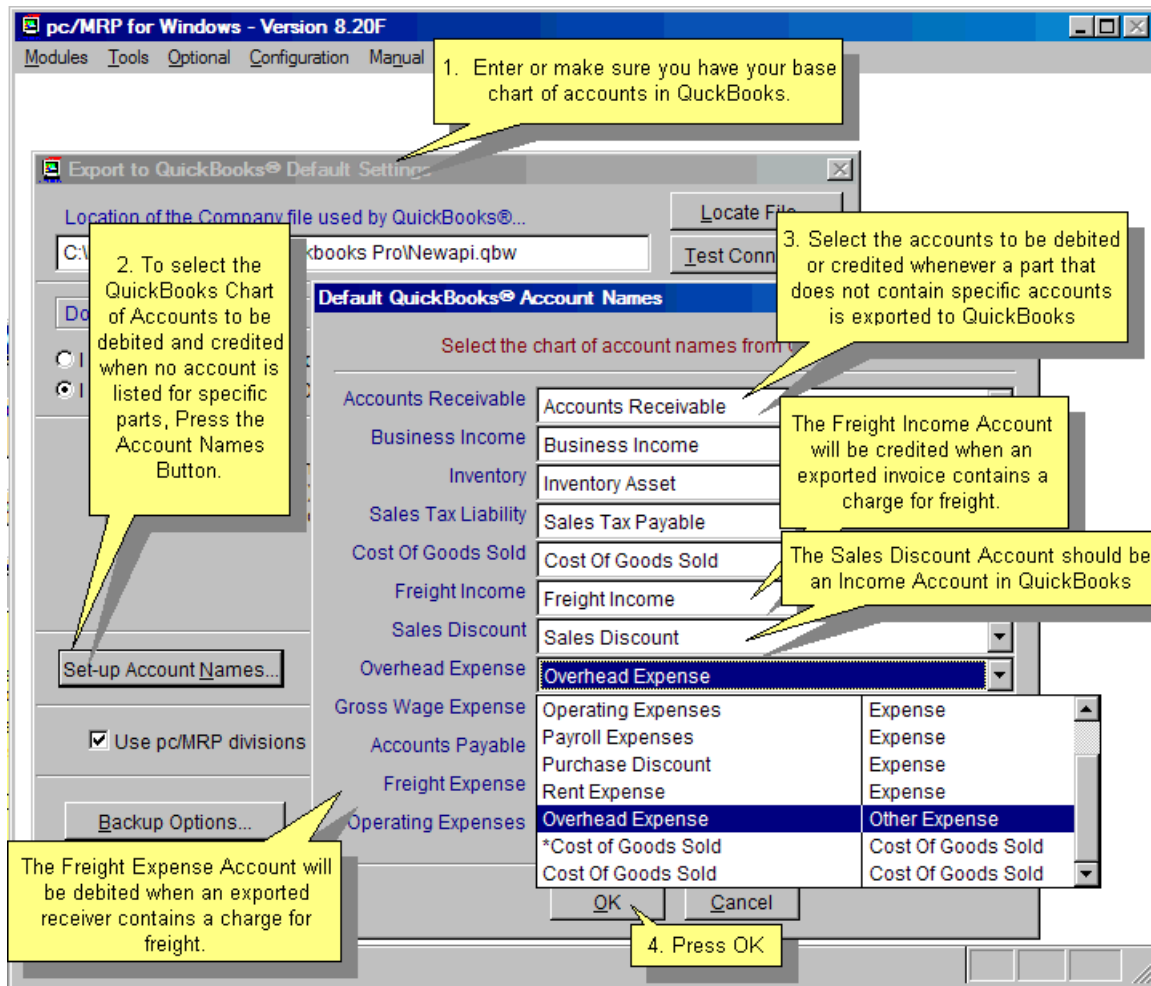 pc/MRP for Windows - Version 8.20F
Modules Tools Optional Configuration Manual
1. Enter or make sure you have your base
chart of accounts in QuckBooks.
Export to QuickBooks® Default Settings
Location of the Company file used by QuickBooks®...
Locate File
C:\
kbooks Pro\Newapi.qbw
Test Conn
2. To select the
QuickBooks Chart
of Accounts to be
debited and credited
when no account is
listed for specific
parts, Press the
Account Names
Button.
3. Select the accounts to be debited
or credited whenever a part that
does not contain specific accounts
is exported to QuickBooks
Do
I
I
Default QuickBooks® Account Names
Select the chart of account names from
Accounts Receivable
Accounts Receivable
Business Income
Business Income
Inventory
Inventory Asset
Sales Tax Liability
Sales Tax Payable
Cost Of Goods Sold
Cost Of Goods Sold
Freight Income
Freight Income
Sales Discount
Sales Discount
Overhead Expense
Overhead Expense
Gross Wage Expense
Accounts Payable
Freight Expense
Operating Expenses
The Freight Income Account
will be credited when an
exported invoice contains a
charge for freight.
The Sales Discount Account should be
an Income Account in QuickBooks
Operating Expenses Expense
Payroll Expenses Expense
Purchase Discount Expense
Rent Expense Expense
Overhead Expense Other Expense
*Cost of Goods Sold Cost Of Goods Sold
Cost Of Goods Sold Cost Of Goods Sold
Set-up Account Names...
Use pc/MRP divisions
Backup Options...
The Freight Expense Account will
be debited when an exported
receiver contains a charge for
freight.
OK
Cancel
4. Press OK